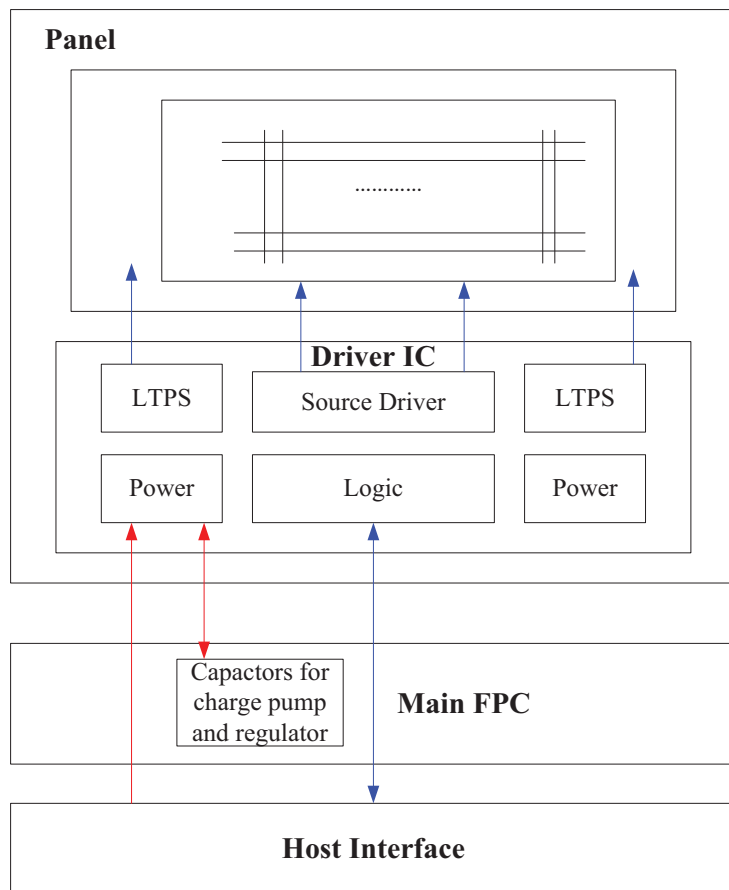 Panel
............
Driver IC
LTPS
Source Driver
LTPS
Power
Logic
Power
Capactors for
charge pump
and regulator
Main FPC
Host Interface